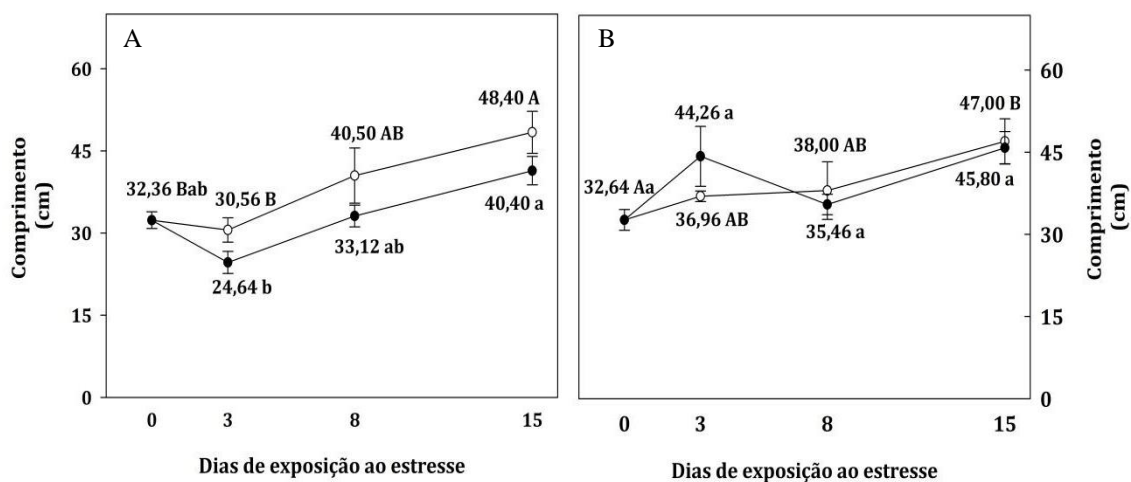 A
60
45
30
15
0
Comprimento
(cm)
32,36 Bab
30,56 B
40,50 AB
48,40 A
24,64 b
33,12 ab
40,40 a
0 3 8 15
Dias de exposição ao estresse
B
32,64 Aa
44,26 a
38,00 AB
47,00 B
36,96 AB
35,46 a
45,80 a
0 3 8 15
Dias de exposição ao estresse
60
45
30
15
0
Comprimento
(cm)